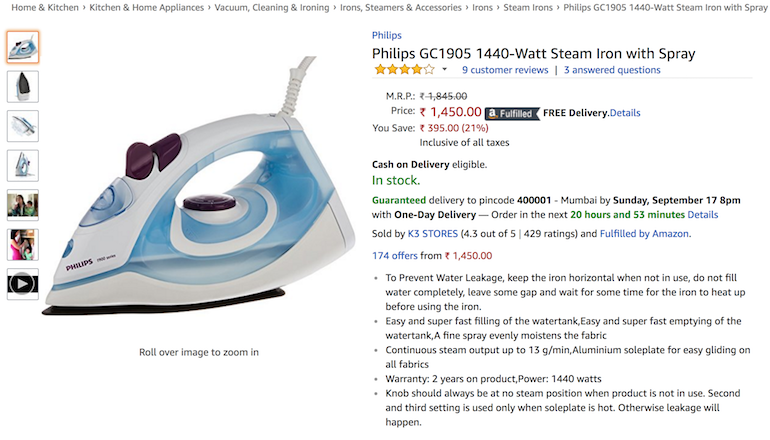 Home & Kitchen › Kitchen & Home Appliances › Vacuum, Cleaning & Ironing › Irons, Steamers & Accessories › Irons › Steam Irons › Philips GC1905 1440-Watt Steam Iron with Spray
Philips
Philips GC1905 1440-Watt Steam Iron with Spray
9 customer reviews | 3 answered questions
M.R.P.: ₹ 1,845.00
Price: ₹ 1,450.00 a Fulfilled FREE Delivery.Details
You Save: ₹ 395.00 (21%)
Inclusive of all taxes
Cash on Delivery eligible.
In stock.
Guaranteed delivery to pincode 400001 - Mumbai by Sunday, September 17 8pm
with One-Day Delivery — Order in the next 20 hours and 53 minutes Details
Sold by K3 STORES (4.3 out of 5 | 429 ratings) and Fulfilled by Amazon.
174 offers from ₹ 1,450.00
• To Prevent Water Leakage, keep the iron horizontal when not in use, do not fill
water completely, leave some gap and wait for some time for the iron to heat up
before using the iron.
• Easy and super fast filling of the watertank,Easy and super fast emptying of the
watertank,A fine spray evenly moistens the fabric
• Continuous steam output up to 13 g/min,Aluminium soleplate for easy gliding on
all fabrics
• Warranty: 2 years on product,Power: 1440 watts
• Knob should always be at no steam position when product is not in use. Second
and third setting is used only when soleplate is hot. Otherwise leakage will
happen.
PHILIPS 1900 series
Roll over image to zoom in